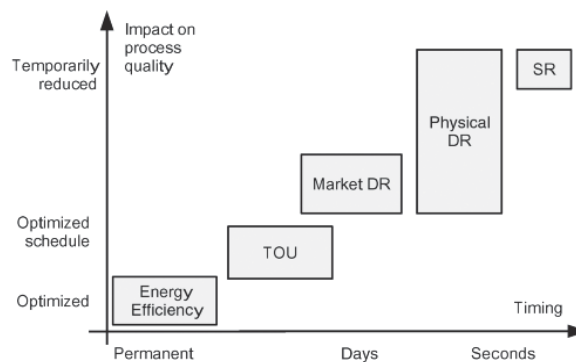 Impact on
process
quality
Temporarily
reduced
SR
Physical
DR
Market DR
Optimized
schedule
TOU
Energy
Efficiency
Optimized
Timing
Permanent
Days
Seconds